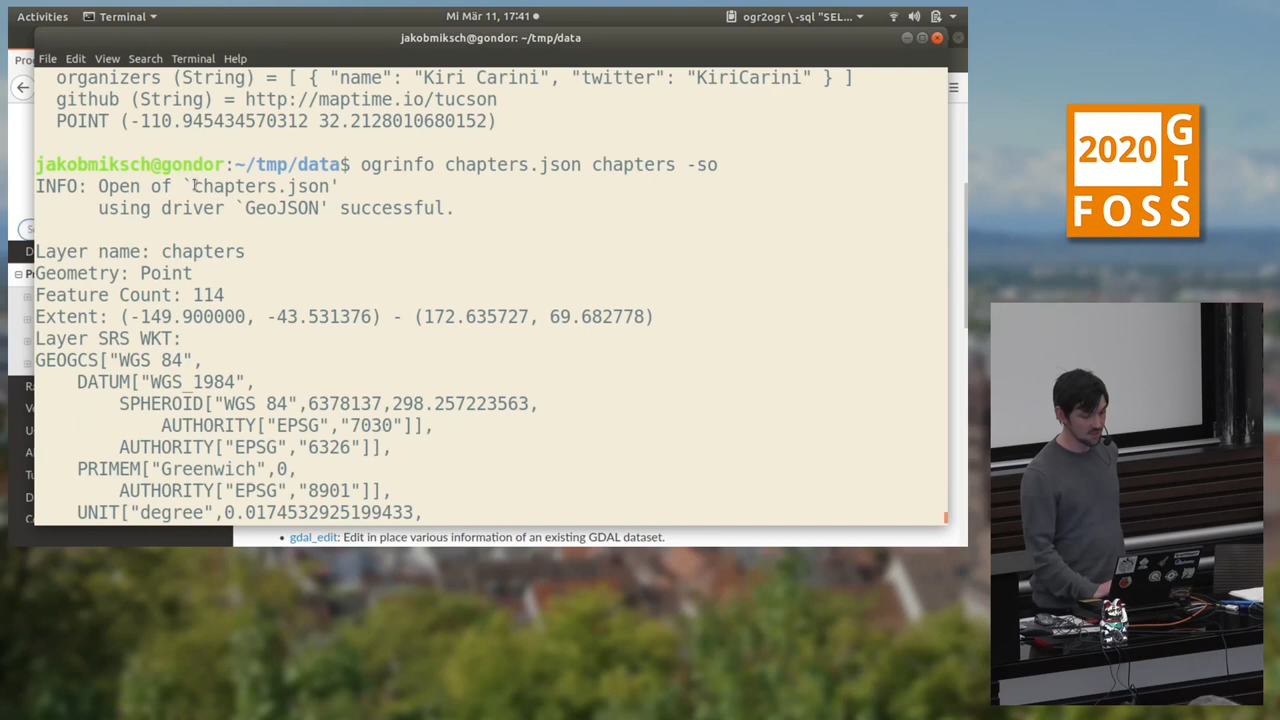 Activities Terminal Mi Mär 11, 17:41 ogr2ogr \ -sql "SEL...
jakobmiksch@gondor: ~/tmp/data
File Edit View Search Terminal Help
organizers (String) = [ { "name": "Kiri Carini", "twitter": "KiriCarini" } ]
github (String) = http://maptime.io/tucson
POINT (-110.945434570312 32.2128010680152)
jakobmiksch@gondor:~/tmp/data$ ogrinfo chapters.json chapters -so
INFO: Open of `chapters.json'
using driver `GeoJSON' successful.
Layer name: chapters
Geometry: Point
Feature Count: 114
Extent: (-149.900000, -43.531376) - (172.635727, 69.682778)
Layer SRS WKT:
GEOGCS["WGS 84",
DATUM["WGS_1984",
SPHEROID["WGS 84",6378137,298.257223563,
AUTHORITY["EPSG","7030"]],
AUTHORITY["EPSG","6326"]],
PRIMEM["Greenwich",0,
AUTHORITY["EPSG","8901"]],
UNIT["degree",0.0174532925199433,
gdal_edit: Edit in place various information of an existing GDAL dataset.
2020 G
I
FOSS